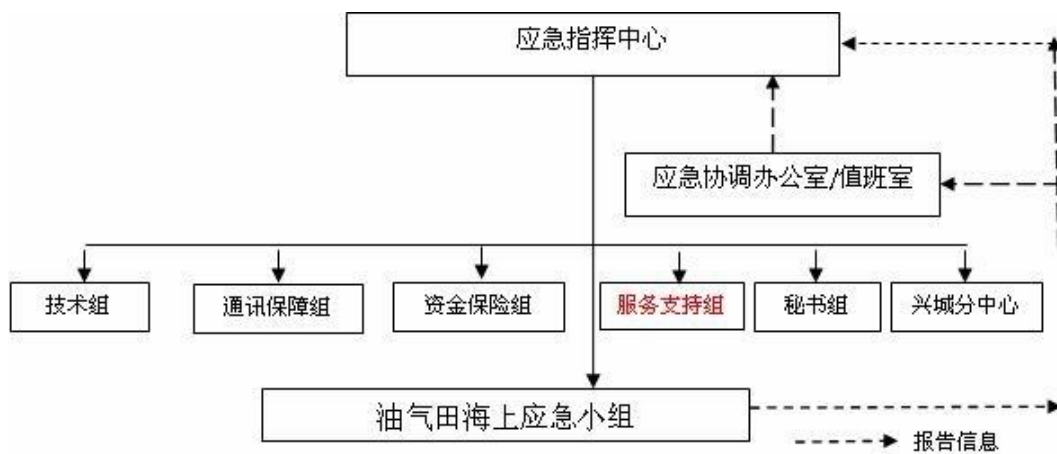 应急指挥中心
应急协调办公室/值班室
技术组
通讯保障组
资金保险组
服务支持组
秘书组
兴城分中心
油气田海上应急小组
报告信息